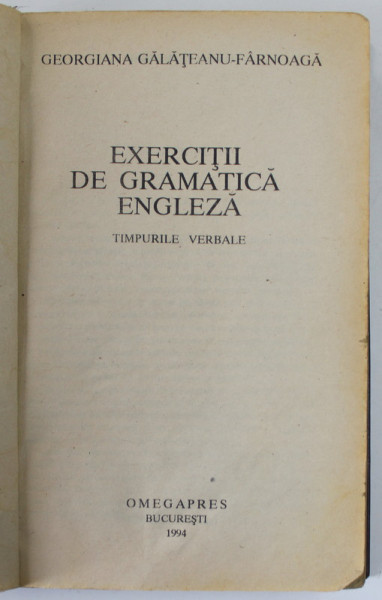 GEORGIANA GĂLĂŢEANU-FÂRNOAGĂ
EXERCIŢII
DE GRAMATICĂ
ENGLEZĂ
TIMPURILE VERBALE
OMEGAPRES
BUCUREŞTI
1994